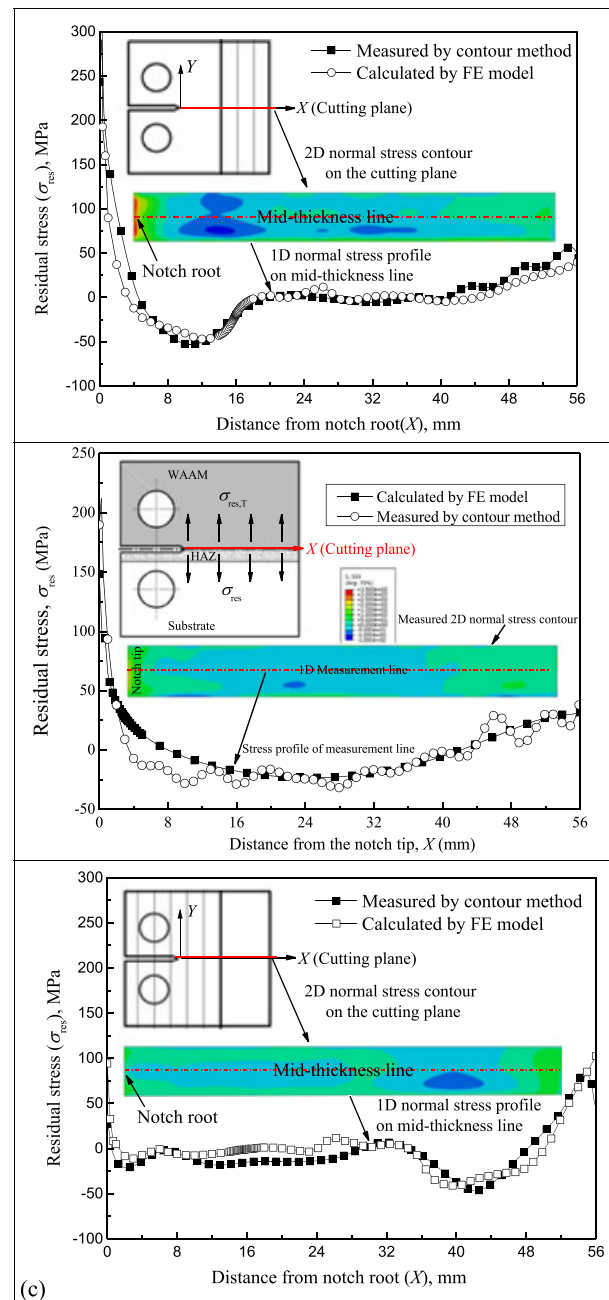 300
250
200
150
100
50
0
-50
-100
Residual stress (σres), MPa
Measured by contour method
Calculated by FE model
Y
X (Cutting plane)
2D normal stress contour
on the cutting plane
Mid-thickness line
Notch root
1D normal stress profile
on mid-thickness line
0 8 16 24 32 40 48 56
Distance from notch root(X), mm
250
200
150
100
50
0
-50
Residual stress, σres (MPa)
WAAM
σres,T
Calculated by FE model
Measured by contour method
X (Cutting plane)
HAZ
σres
Substrate
Measured 2D normal stress contour
Notch tip
1D Measurement line
Stress profile of measurement line
0 8 16 24 32 40 48 56
Distance from the notch tip, X (mm)
300
250
200
150
100
50
0
-50
-100
Residual stress (σres), MPa
Measured by contour method
Calculated by FE model
Y
X (Cutting plane)
2D normal stress contour
on the cutting plane
Mid-thickness line
Notch root
1D normal stress profile
on mid-thickness line
0 8 16 24 32 40 48 56
Distance from notch root (X), mm
(c)